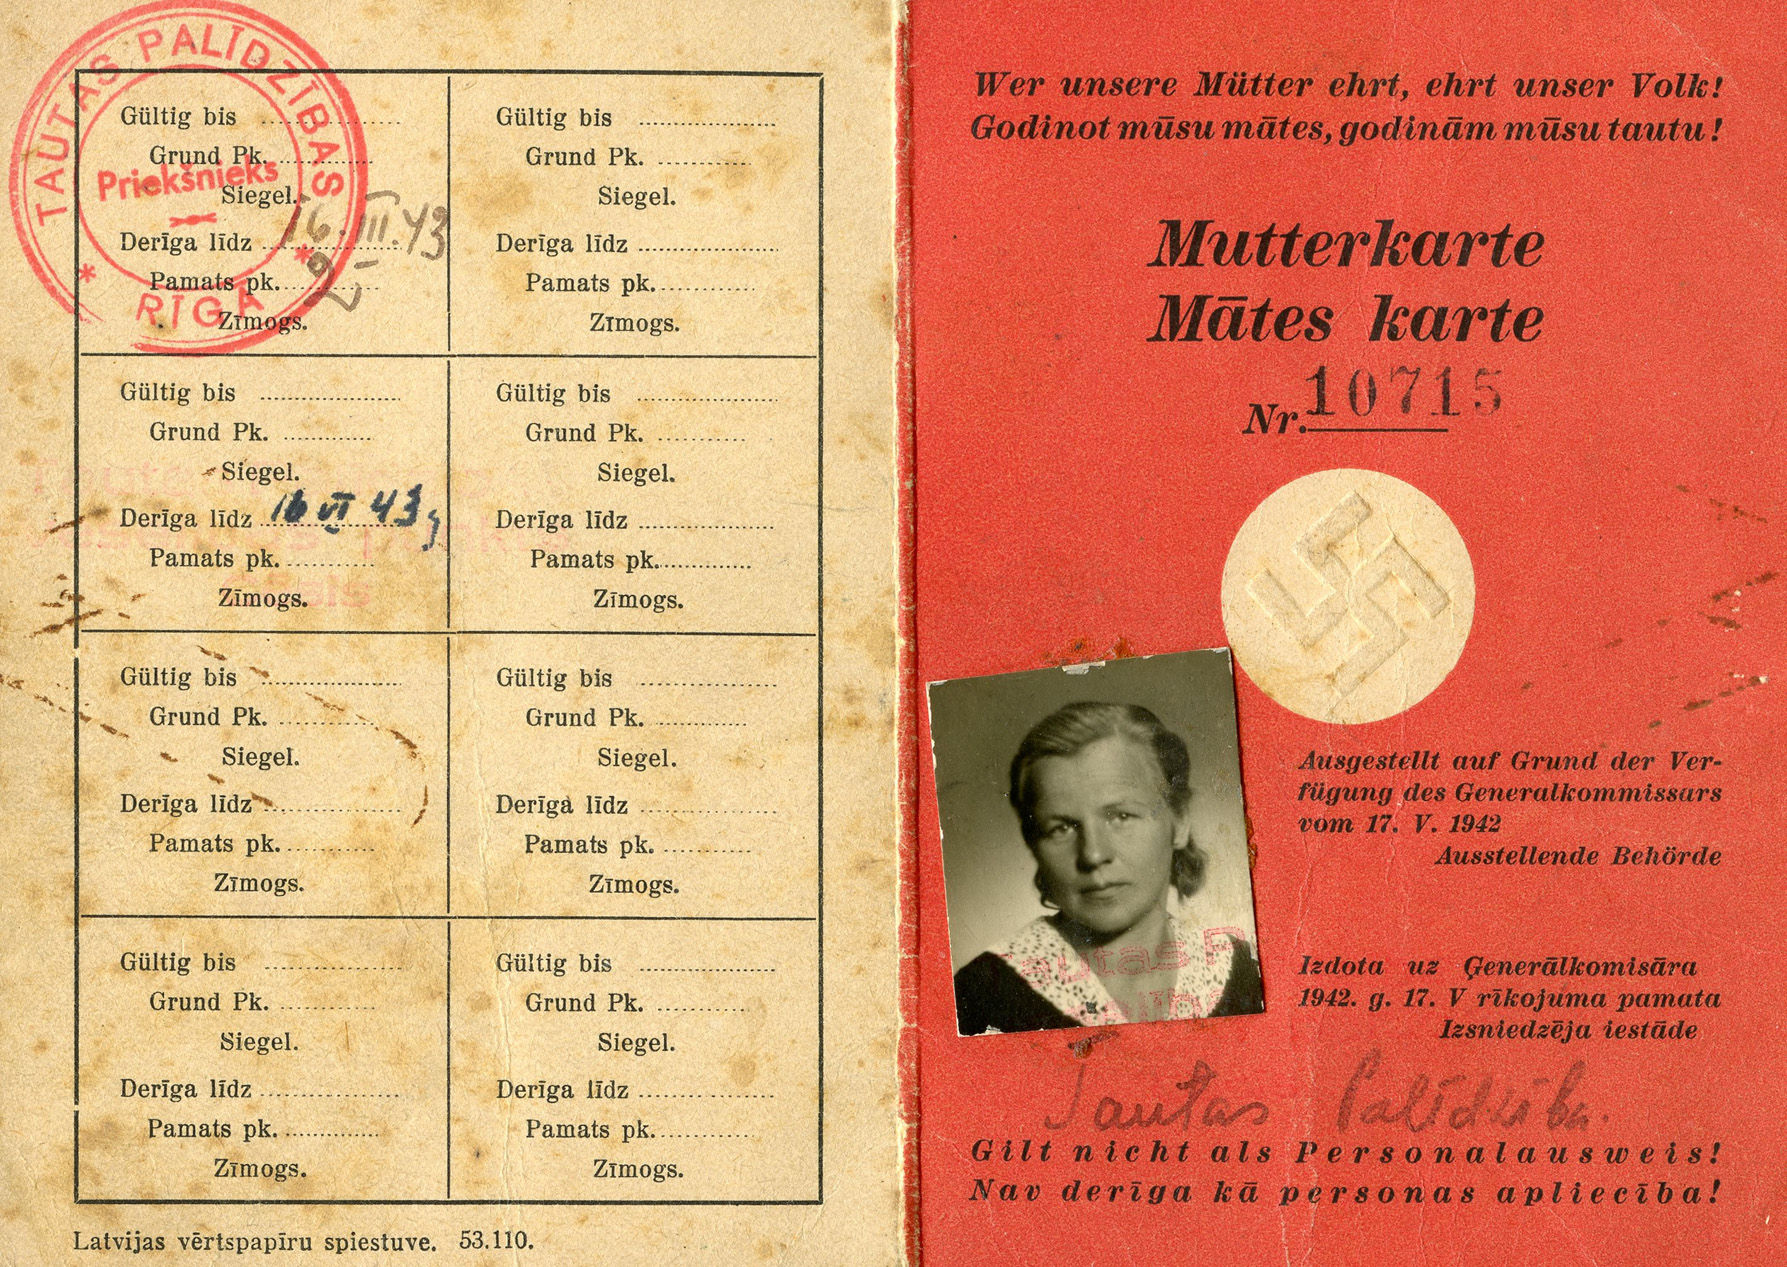 TAUTAS PALĪDZĪBAS
Priekšnieks
RĪGĀ
Gültig bis
Grund Pk.
Siegel.
Derīga līdz 16.III.43
Pamats pk. 2
Zīmogs.
Gültig bis
Grund Pk.
Siegel.
Derīga līdz
Pamats pk.
Zīmogs.
Gültig bis
Grund Pk.
Siegel.
Derīga līdz 16 VI 43
Pamats pk.
Zīmogs.
Gültig bis
Grund Pk.
Siegel.
Derīga līdz
Pamats pk.
Zīmogs.
Gültig bis
Grund Pk.
Siegel.
Derīga līdz
Pamats pk.
Zīmogs.
Gültig bis
Grund Pk.
Siegel.
Derīga līdz
Pamats pk.
Zīmogs.
Gültig bis
Grund Pk.
Siegel.
Derīga līdz
Pamats pk.
Zīmogs.
Gültig bis
Grund Pk.
Siegel.
Derīga līdz
Pamats pk.
Zīmogs.
Latvijas vērtspapīru spiestuve. 53.110.
Wer unsere Mütter ehrt, ehrt unser Volk!
Godinot mūsu mātes, godinām mūsu tautu!
Mutterkarte
Mātes karte
Nr. 10715
Ausgestellt auf Grund der Ver-
fügung des Generalkommissars
vom 17. V. 1942
Ausstellende Behörde
Tautas P
Izdota uz Ģenerālkomisāra
1942. g. 17. V rīkojuma pamata
Izsniedzēja iestāde
Tautas Palīdzība.
Gilt nicht als Personalausweis!
Nav derīga kā personas apliecība!